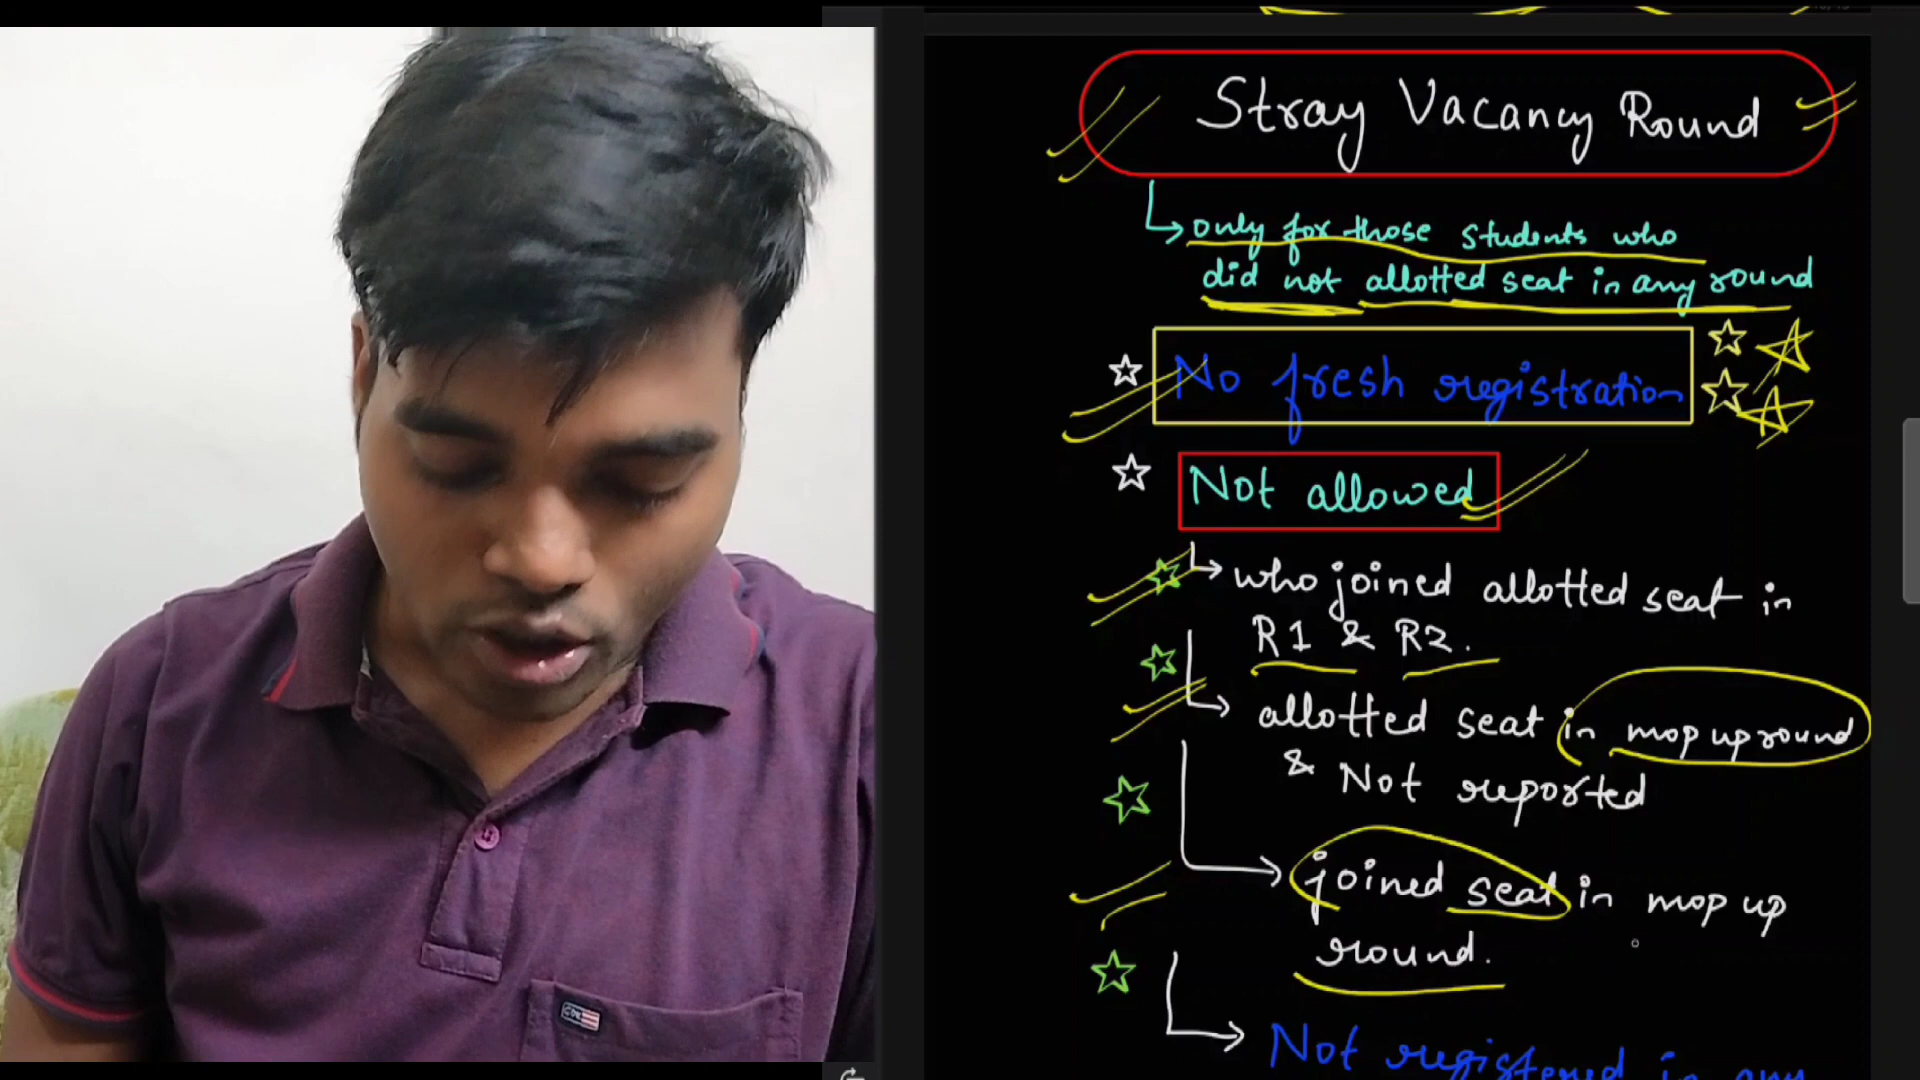 Stray Vacancy Round
only for those students who
did not allotted seat in any round
No fresh registration
Not allowed
who joined allotted seat in
R1 & R2.
allotted seat in mop up round
& Not reported
joined seat in mop up
round.
Not registered in any